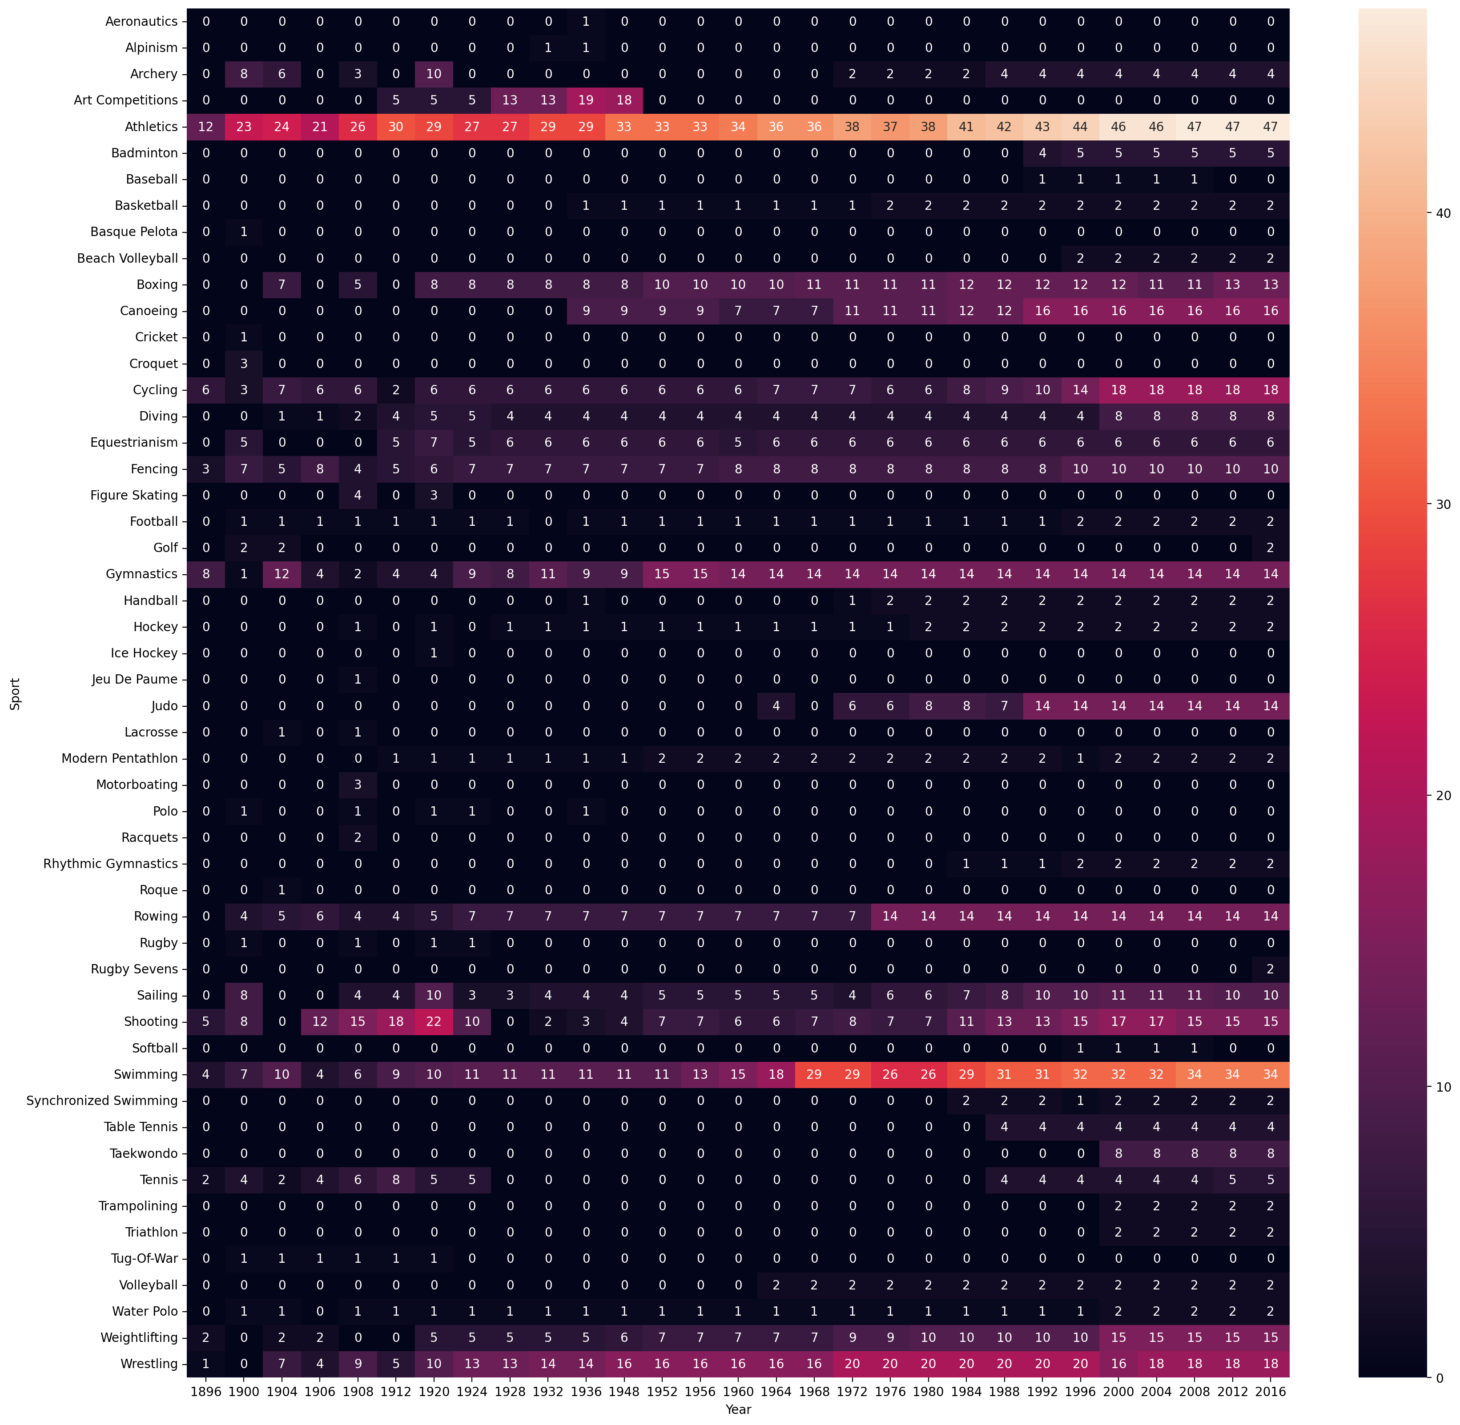 Aeronautics 0 0 0 0 0 0 0 0 0 0 1 0 0 0 0 0 0 0 0 0 0 0 0 0 0 0 0 0 0
Alpinism 0 0 0 0 0 0 0 0 0 1 1 0 0 0 0 0 0 0 0 0 0 0 0 0 0 0 0 0 0
Archery 0 8 6 0 3 0 10 0 0 0 0 0 0 0 0 0 0 2 2 2 2 4 4 4 4 4 4 4 4
Art Competitions 0 0 0 0 0 5 5 5 13 13 19 18 0 0 0 0 0 0 0 0 0 0 0 0 0 0 0 0 0
Athletics 12 23 24 21 26 30 29 27 27 29 29 33 33 33 34 36 36 38 37 38 41 42 43 44 46 46 47 47 47
Badminton 0 0 0 0 0 0 0 0 0 0 0 0 0 0 0 0 0 0 0 0 0 0 4 5 5 5 5 5 5
Baseball 0 0 0 0 0 0 0 0 0 0 0 0 0 0 0 0 0 0 0 0 0 0 1 1 1 1 1 0 0
Basketball 0 0 0 0 0 0 0 0 0 0 1 1 1 1 1 1 1 1 2 2 2 2 2 2 2 2 2 2 2
Basque Pelota 0 1 0 0 0 0 0 0 0 0 0 0 0 0 0 0 0 0 0 0 0 0 0 0 0 0 0 0 0
Beach Volleyball 0 0 0 0 0 0 0 0 0 0 0 0 0 0 0 0 0 0 0 0 0 0 0 2 2 2 2 2 2
Boxing 0 0 7 0 5 0 8 8 8 8 8 8 10 10 10 10 11 11 11 11 12 12 12 12 12 11 11 13 13
Canoeing 0 0 0 0 0 0 0 0 0 0 9 9 9 9 7 7 7 11 11 11 12 12 16 16 16 16 16 16 16
Cricket 0 1 0 0 0 0 0 0 0 0 0 0 0 0 0 0 0 0 0 0 0 0 0 0 0 0 0 0 0
Croquet 0 3 0 0 0 0 0 0 0 0 0 0 0 0 0 0 0 0 0 0 0 0 0 0 0 0 0 0 0
Cycling 6 3 7 6 6 2 6 6 6 6 6 6 6 6 6 7 7 7 6 6 8 9 10 14 18 18 18 18 18
Diving 0 0 1 1 2 4 5 5 4 4 4 4 4 4 4 4 4 4 4 4 4 4 4 4 8 8 8 8 8
Equestrianism 0 5 0 0 0 5 7 5 6 6 6 6 6 6 5 6 6 6 6 6 6 6 6 6 6 6 6 6 6
Fencing 3 7 5 8 4 5 6 7 7 7 7 7 7 7 8 8 8 8 8 8 8 8 8 10 10 10 10 10 10
Figure Skating 0 0 0 0 4 0 3 0 0 0 0 0 0 0 0 0 0 0 0 0 0 0 0 0 0 0 0 0 0
Football 0 1 1 1 1 1 1 1 1 0 1 1 1 1 1 1 1 1 1 1 1 1 1 2 2 2 2 2 2
Golf 0 2 2 0 0 0 0 0 0 0 0 0 0 0 0 0 0 0 0 0 0 0 0 0 0 0 0 0 2
Gymnastics 8 1 12 4 2 4 4 9 8 11 9 9 15 15 14 14 14 14 14 14 14 14 14 14 14 14 14 14 14
Handball 0 0 0 0 0 0 0 0 0 0 1 0 0 0 0 0 0 1 2 2 2 2 2 2 2 2 2 2 2
Hockey 0 0 0 0 1 0 1 0 1 1 1 1 1 1 1 1 1 1 1 2 2 2 2 2 2 2 2 2 2
Ice Hockey 0 0 0 0 0 0 1 0 0 0 0 0 0 0 0 0 0 0 0 0 0 0 0 0 0 0 0 0 0
Jeu De Paume 0 0 0 0 1 0 0 0 0 0 0 0 0 0 0 0 0 0 0 0 0 0 0 0 0 0 0 0 0
Judo 0 0 0 0 0 0 0 0 0 0 0 0 0 0 0 4 0 6 6 8 8 7 14 14 14 14 14 14 14
Lacrosse 0 0 1 0 1 0 0 0 0 0 0 0 0 0 0 0 0 0 0 0 0 0 0 0 0 0 0 0 0
Modern Pentathlon 0 0 0 0 0 1 1 1 1 1 1 1 2 2 2 2 2 2 2 2 2 2 2 1 2 2 2 2 2
Motorboating 0 0 0 0 3 0 0 0 0 0 0 0 0 0 0 0 0 0 0 0 0 0 0 0 0 0 0 0 0
Polo 0 1 0 0 1 0 1 1 0 0 1 0 0 0 0 0 0 0 0 0 0 0 0 0 0 0 0 0 0
Racquets 0 0 0 0 2 0 0 0 0 0 0 0 0 0 0 0 0 0 0 0 0 0 0 0 0 0 0 0 0
Rhythmic Gymnastics 0 0 0 0 0 0 0 0 0 0 0 0 0 0 0 0 0 0 0 0 1 1 1 2 2 2 2 2 2
Roque 0 0 1 0 0 0 0 0 0 0 0 0 0 0 0 0 0 0 0 0 0 0 0 0 0 0 0 0 0
Rowing 0 4 5 6 4 4 5 7 7 7 7 7 7 7 7 7 7 7 14 14 14 14 14 14 14 14 14 14 14
Rugby 0 1 0 0 1 0 1 1 0 0 0 0 0 0 0 0 0 0 0 0 0 0 0 0 0 0 0 0 0
Rugby Sevens 0 0 0 0 0 0 0 0 0 0 0 0 0 0 0 0 0 0 0 0 0 0 0 0 0 0 0 0 2
Sailing 0 8 0 0 4 4 10 3 3 4 4 4 5 5 5 5 5 4 6 6 7 8 10 10 11 11 11 10 10
Shooting 5 8 0 12 15 18 22 10 0 2 3 4 7 7 6 6 7 8 7 7 11 13 13 15 17 17 15 15 15
Softball 0 0 0 0 0 0 0 0 0 0 0 0 0 0 0 0 0 0 0 0 0 0 0 1 1 1 1 0 0
Swimming 4 7 10 4 6 9 10 11 11 11 11 11 11 13 15 18 29 29 26 26 29 31 31 32 32 32 34 34 34
Synchronized Swimming 0 0 0 0 0 0 0 0 0 0 0 0 0 0 0 0 0 0 0 0 2 2 2 1 2 2 2 2 2
Table Tennis 0 0 0 0 0 0 0 0 0 0 0 0 0 0 0 0 0 0 0 0 0 4 4 4 4 4 4 4 4
Taekwondo 0 0 0 0 0 0 0 0 0 0 0 0 0 0 0 0 0 0 0 0 0 0 0 0 8 8 8 8 8
Tennis 2 4 2 4 6 8 5 5 0 0 0 0 0 0 0 0 0 0 0 0 0 4 4 4 4 4 4 5 5
Trampolining 0 0 0 0 0 0 0 0 0 0 0 0 0 0 0 0 0 0 0 0 0 0 0 0 2 2 2 2 2
Triathlon 0 0 0 0 0 0 0 0 0 0 0 0 0 0 0 0 0 0 0 0 0 0 0 0 2 2 2 2 2
Tug-Of-War 0 1 1 1 1 1 1 0 0 0 0 0 0 0 0 0 0 0 0 0 0 0 0 0 0 0 0 0 0
Volleyball 0 0 0 0 0 0 0 0 0 0 0 0 0 0 0 2 2 2 2 2 2 2 2 2 2 2 2 2 2
Water Polo 0 1 1 0 1 1 1 1 1 1 1 1 1 1 1 1 1 1 1 1 1 1 1 1 2 2 2 2 2
Weightlifting 2 0 2 2 0 0 5 5 5 5 5 6 7 7 7 7 7 9 9 10 10 10 10 10 15 15 15 15 15
Wrestling 1 0 7 4 9 5 10 13 13 14 14 16 16 16 16 16 16 20 20 20 20 20 20 20 16 18 18 18 18
1896 1900 1904 1906 1908 1912 1920 1924 1928 1932 1936 1948 1952 1956 1960 1964 1968 1972 1976 1980 1984 1988 1992 1996 2000 2004 2008 2012 2016
Year
Sport
40
30
20
10
0